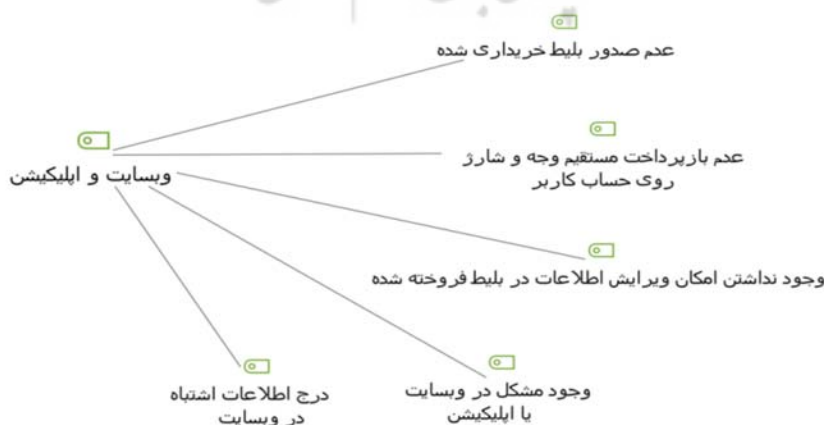 عدم صدور بلیط خریداری شده
عدم بازپرداخت مستقیم وجه و شارژ
روی حساب کاربر
وبسایت و اپلیکیشن
وجود نداشتن امکان ویرایش اطلاعات در بلیط فروخته شده
وجود مشکل در وبسایت
یا اپلیکیشن
درج اطلاعات اشتباه
در وبسایت